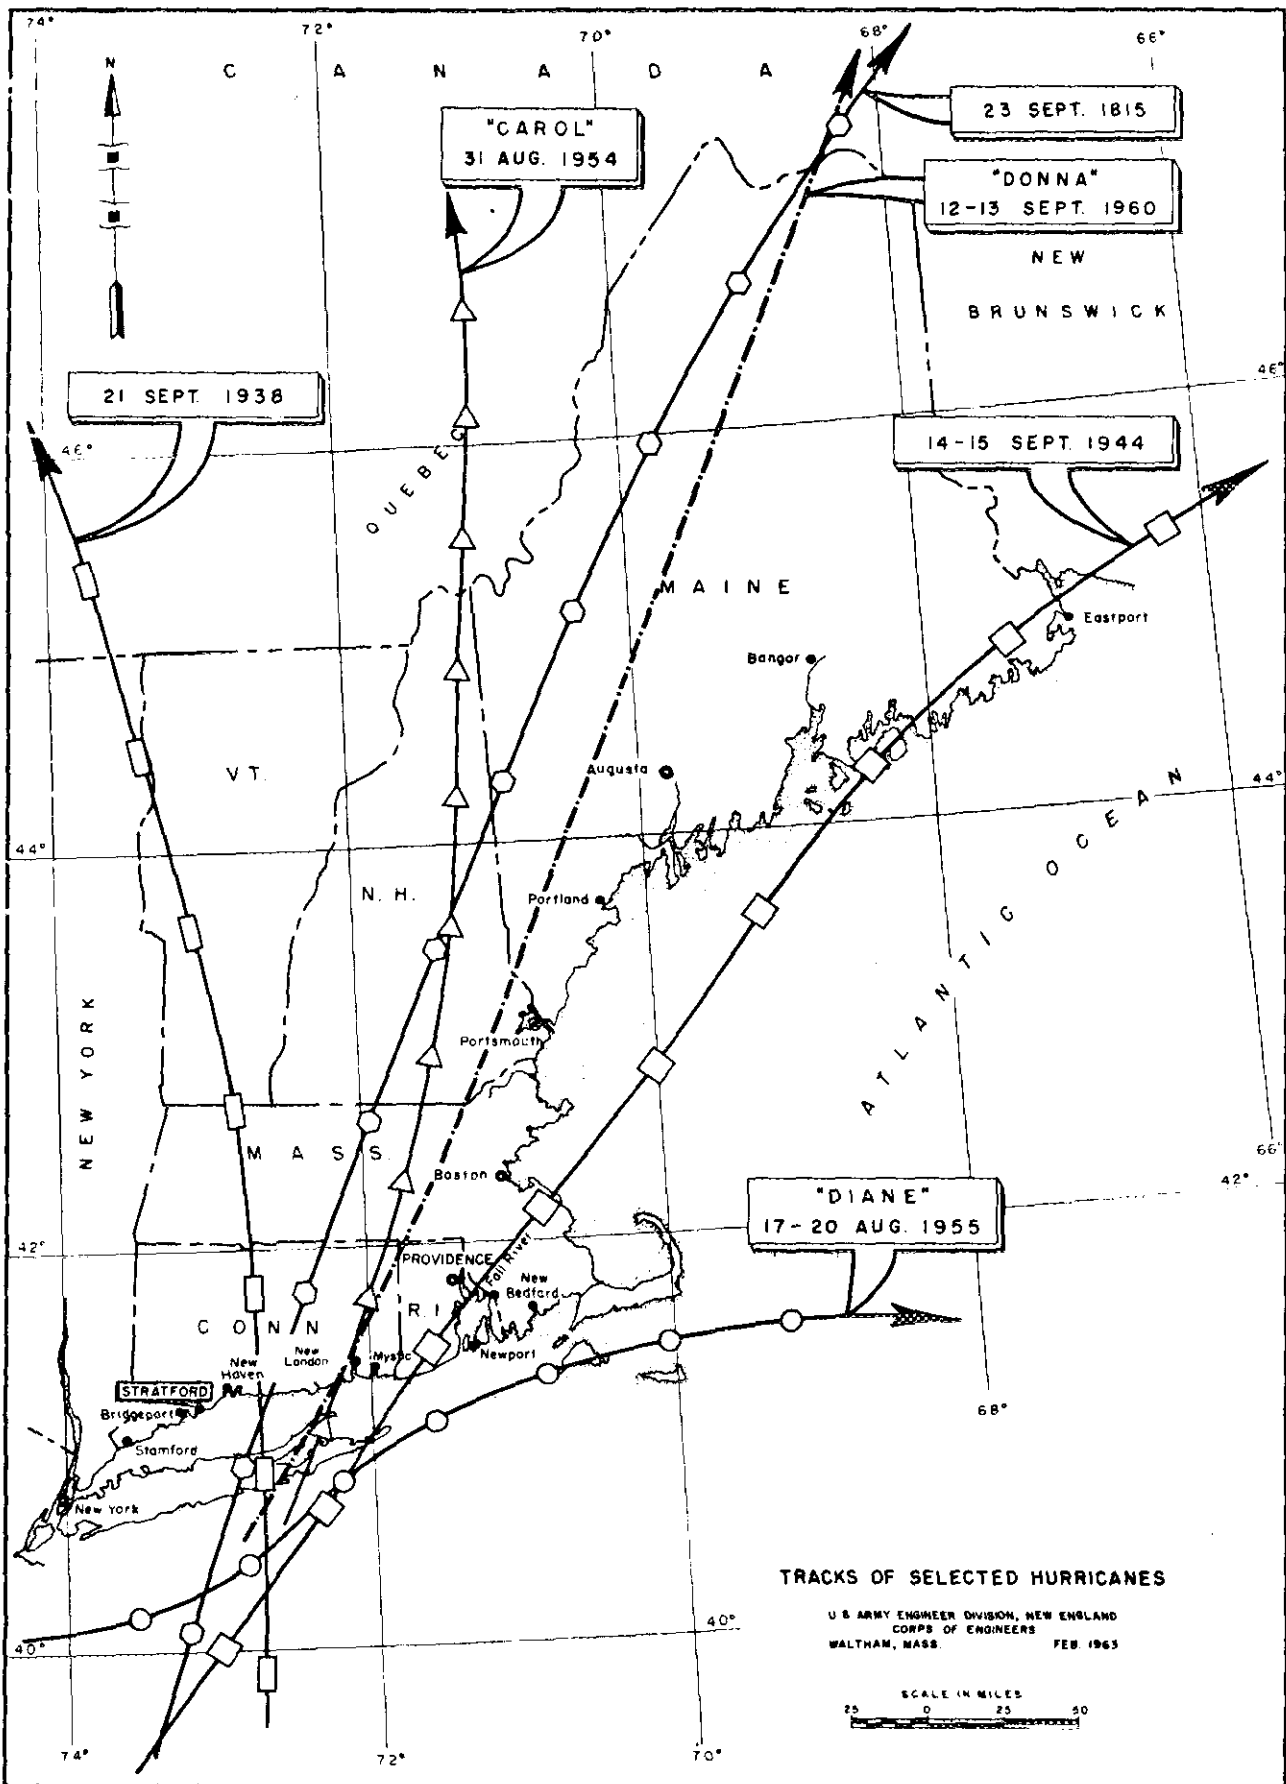 74°
72°
70°
68°
66°
N
CANADA
"CAROL"
31 AUG. 1954
23 SEPT. 1815
"DONNA"
12-13 SEPT. 1960
NEW
BRUNSWICK
21 SEPT. 1938
46°
46°
14-15 SEPT. 1944
QUEBEC
MAINE
Eastport
Bangor
VT.
Augusta
44°
44°
N.H.
Portland
ATLANTIC OCEAN
NEW YORK
Portsmouth
MASS.
Boston
66°
42°
"DIANE"
17-20 AUG. 1955
42°
PROVIDENCE
Fall River
New
Bedford
R.I.
CONN
New
London
Mystic
Newport
New
Haven
STRATFORD
Bridgeport
Stamford
68°
New York
TRACKS OF SELECTED HURRICANES
U S ARMY ENGINEER DIVISION, NEW ENGLAND
CORPS OF ENGINEERS
WALTHAM, MASS. FEB. 1963
40°
40°
SCALE IN MILES
25 0 25 50
74°
72°
70°